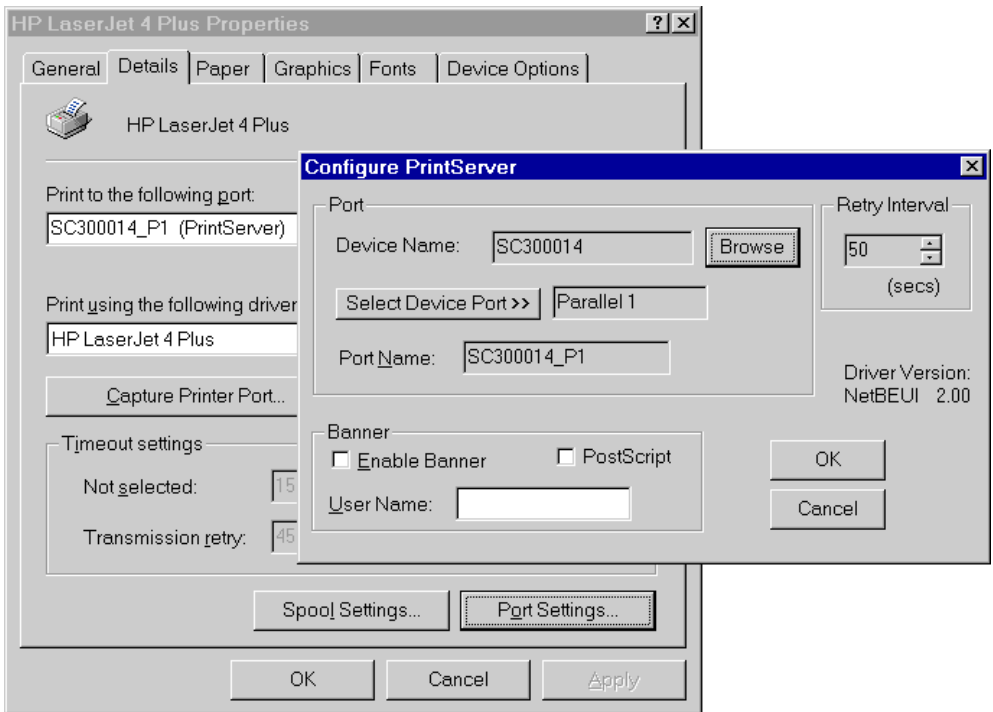 HP LaserJet 4 Plus Properties
General Details Paper Graphics Fonts Device Options
HP LaserJet 4 Plus
Print to the following port:
SC300014_P1 (PrintServer)
Print using the following driver
HP LaserJet 4 Plus
Capture Printer Port...
Timeout settings
Not selected: 15
Transmission retry: 45
Spool Settings... Port Settings...
OK Cancel Apply
Configure PrintServer
Port
Device Name: SC300014 Browse
Select Device Port >> Parallel 1
Port Name: SC300014_P1
Retry Interval
50
(secs)
Driver Version:
NetBEUI 2.00
Banner
Enable Banner PostScript
User Name:
OK
Cancel